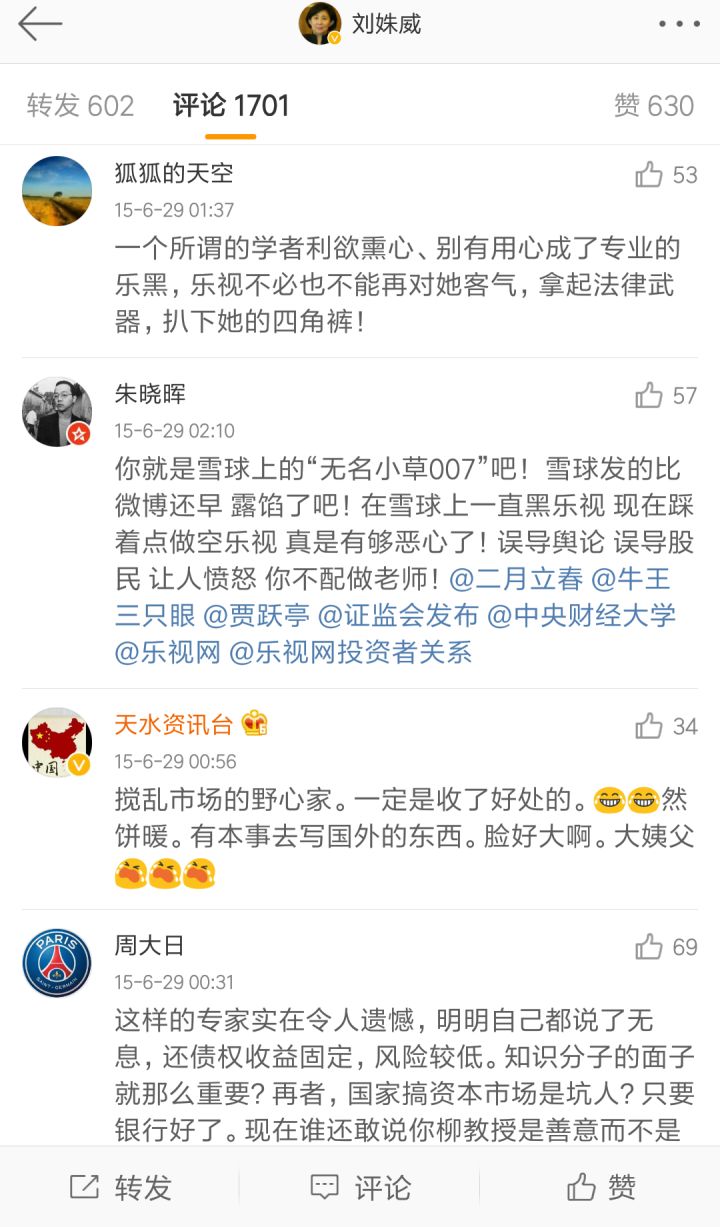 刘姝威
转发 602 评论 1701 赞 630
狐狐的天空 53
15-6-29 01:37
一个所谓的学者利欲熏心、别有用心成了专业的
乐黑，乐视不必也不能再对她客气，拿起法律武
器，扒下她的四角裤！
朱晓晖 57
15-6-29 02:10
你就是雪球上的“无名小草007”吧！雪球发的比
微博还早 露馅了吧！在雪球上一直黑乐视 现在踩
着点做空乐视 真是有够恶心了！误导舆论 误导股
民 让人愤怒 你不配做老师！@二月立春 @牛王
三只眼 @贾跃亭 @证监会发布 @中央财经大学
@乐视网 @乐视网投资者关系
中国
天水资讯台 34
15-6-29 00:56
搅乱市场的野心家。一定是收了好处的。😂😂然
饼暖。有本事去写国外的东西。脸好大啊。大姨父
😭😭😭
PARIS
SAINT-GERMAIN
周大日 69
15-6-29 00:31
这样的专家实在令人遗憾，明明自己都说了无
息，还债权收益固定，风险较低。知识分子的面子
就那么重要？再者，国家搞资本市场是坑人？只要
银行好了。现在谁还敢说你柳教授是善意而不是
转发 评论 赞